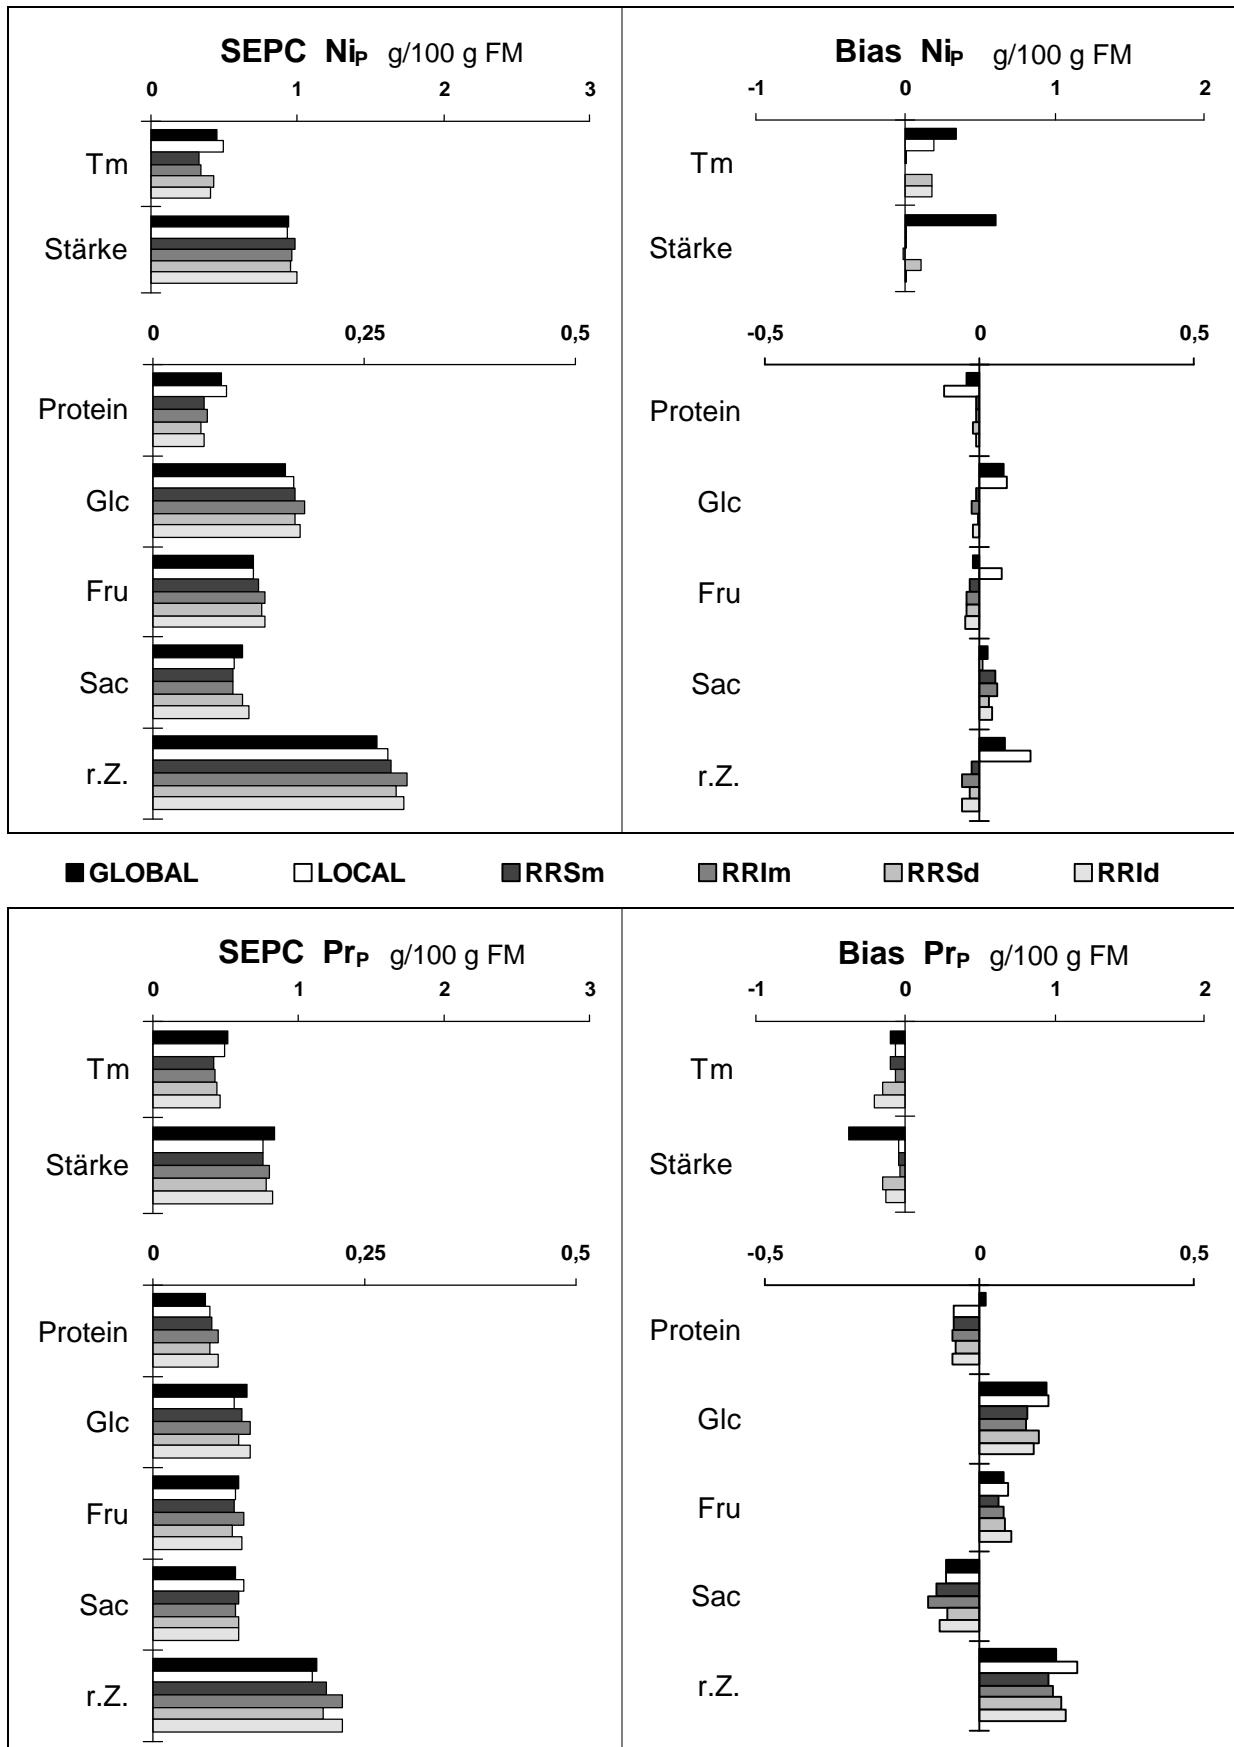 SEPC NiP g/100 g FM
0 1 2 3
Tm
Stärke
0 0,25 0,5
Protein
Glc
Fru
Sac
r.Z.
Bias NiP g/100 g FM
-1 0 1 2
Tm
Stärke
-0,5 0 0,5
Protein
Glc
Fru
Sac
r.Z.
GLOBAL LOCAL RRSm RRIm RRSd RRId
SEPC PrP g/100 g FM
0 1 2 3
Tm
Stärke
0 0,25 0,5
Protein
Glc
Fru
Sac
r.Z.
Bias PrP g/100 g FM
-1 0 1 2
Tm
Stärke
-0,5 0 0,5
Protein
Glc
Fru
Sac
r.Z.